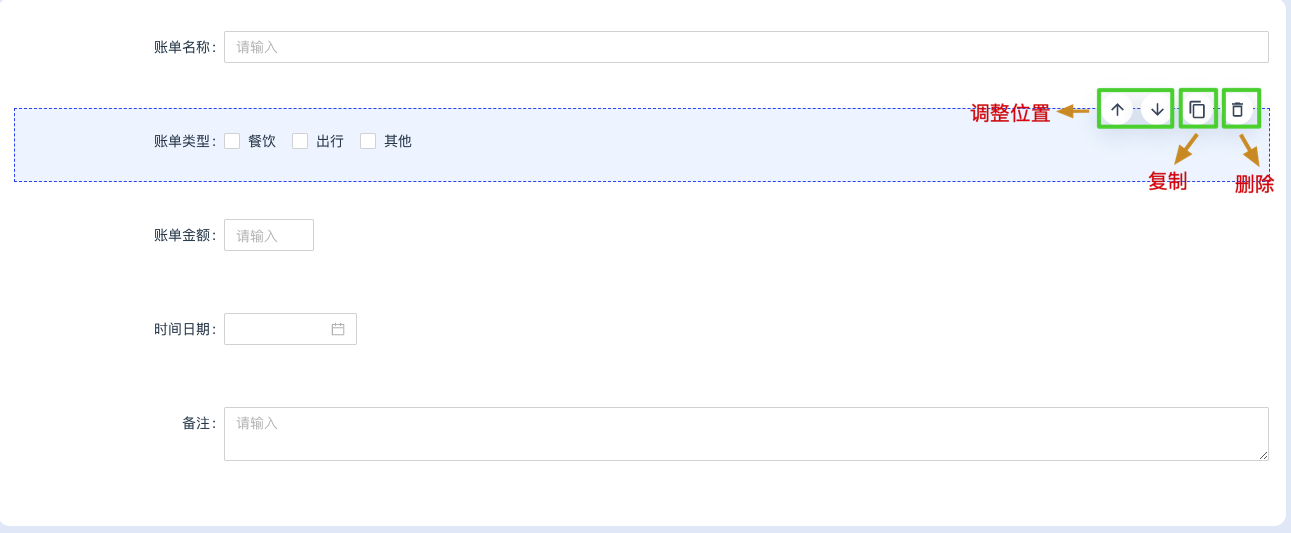 账单名称: 请输入
调整位置
账单类型: 餐饮 出行 其他
复制 删除
账单金额: 请输入
时间日期:
备注: 请输入